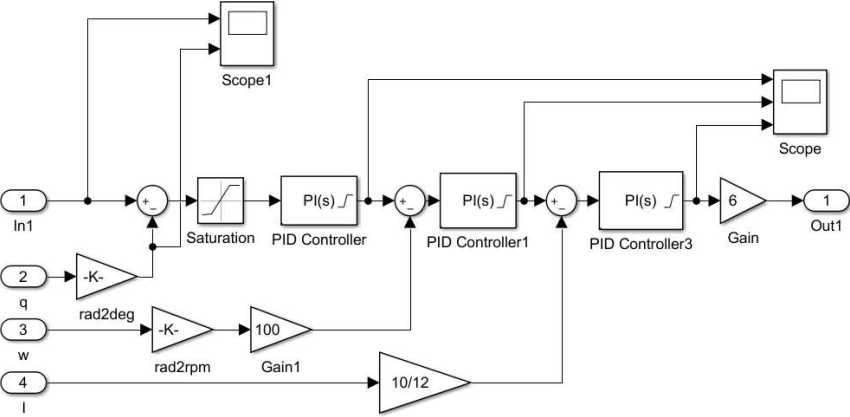 Scope1
Scope
1
In1
+
−
Saturation
PI(s)
PID Controller
+
−
PI(s)
PID Controller1
+
−
PI(s)
PID Controller3
6
Gain
1
Out1
2
q
-K-
rad2deg
3
w
-K-
rad2rpm
100
Gain1
4
I
10/12